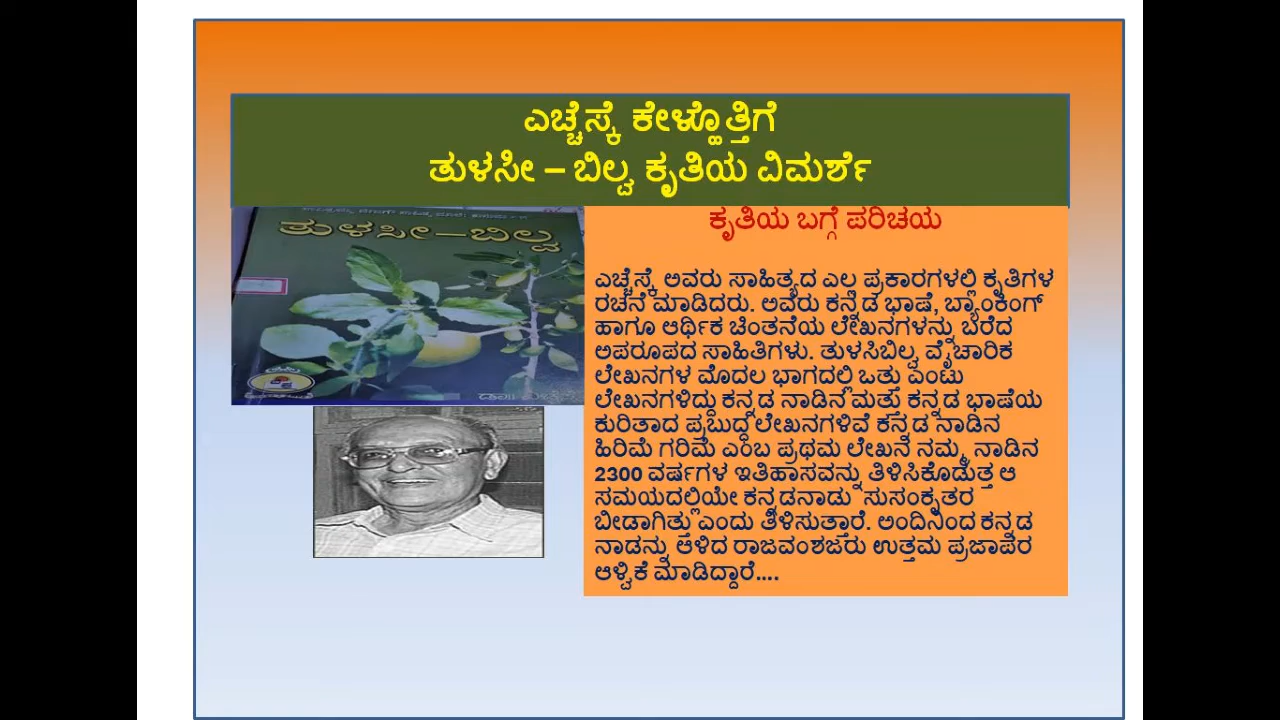 ಎಚ್ಚೆಸ್ಕೆ ಕೇಳ್ಹೊತ್ತಿಗೆ
ತುಳಸೀ – ಬಿಲ್ವ ಕೃತಿಯ ವಿಮರ್ಶೆ
ತುಳಸೀ-ಬಿಲ್ವ
ಕೃತಿಯ ಬಗ್ಗೆ ಪರಿಚಯ
ಎಚ್ಚೆಸ್ಕೆ ಅವರು ಸಾಹಿತ್ಯದ ಎಲ್ಲ ಪ್ರಕಾರಗಳಲ್ಲಿ ಕೃತಿಗಳ
ರಚನೆ ಮಾಡಿದರು. ಅವರು ಕನ್ನಡ ಭಾಷೆ, ಬ್ಯಾಂಕಿಂಗ್
ಹಾಗೂ ಆರ್ಥಿಕ ಚಿಂತನೆಯ ಲೇಖನಗಳನ್ನು ಬರೆದ
ಅಪರೂಪದ ಸಾಹಿತಿಗಳು. ತುಳಸಿಬಿಲ್ವ ವೈಚಾರಿಕ
ಲೇಖನಗಳ ಮೊದಲ ಭಾಗದಲ್ಲಿ ಒತ್ತು ಎಂಟು
ಲೇಖನಗಳಿದ್ದು ಕನ್ನಡ ನಾಡಿನ ಮತ್ತು ಕನ್ನಡ ಭಾಷೆಯ
ಕುರಿತಾದ ಪ್ರಬುದ್ಧ ಲೇಖನಗಳಿವೆ ಕನ್ನಡ ನಾಡಿನ
ಹಿರಿಮೆ ಗರಿಮೆ ಎಂಬ ಪ್ರಥಮ ಲೇಖನ ನಮ್ಮ ನಾಡಿನ
2300 ವರ್ಷಗಳ ಇತಿಹಾಸವನ್ನು ತಿಳಿಸಿಕೊಡುತ್ತ ಆ
ಸಮಯದಲ್ಲಿಯೇ ಕನ್ನಡನಾಡು ಸುಸಂಕೃತರ
ಬೀಡಾಗಿತ್ತು ಎಂದು ತಿಳಿಸುತ್ತಾರೆ. ಅಂದಿನಿಂದ ಕನ್ನಡ
ನಾಡನ್ನು ಆಳಿದ ರಾಜವಂಶಜರು ಉತ್ತಮ ಪ್ರಜಾಪರ
ಆಳ್ವಿಕೆ ಮಾಡಿದ್ದಾರೆ....